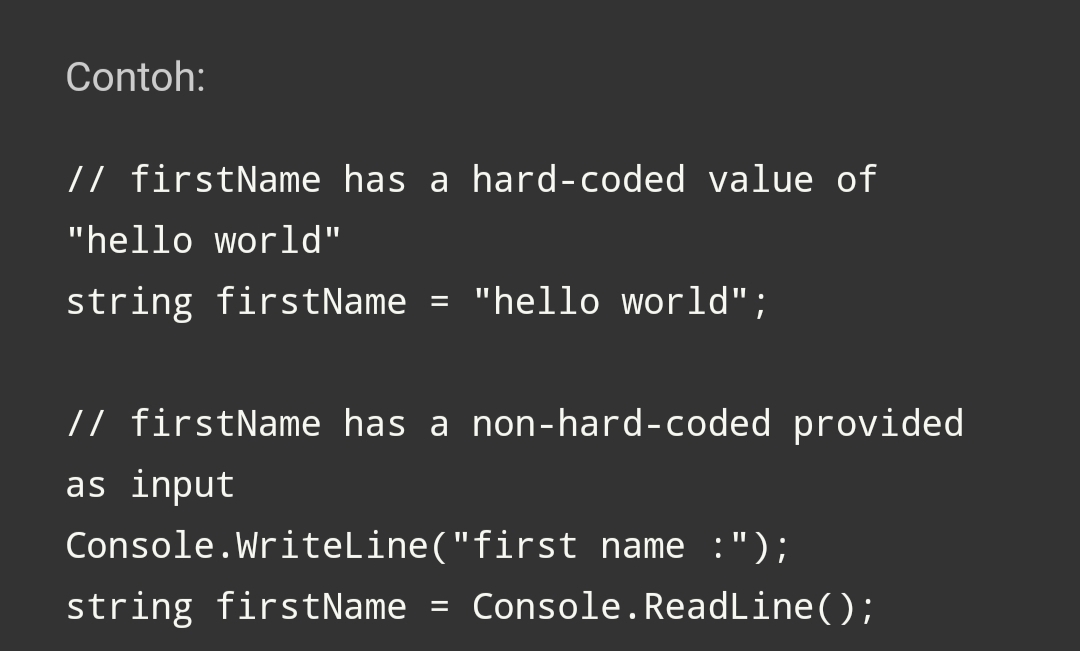 Contoh:
// firstName has a hard-coded value of
"hello world"
string firstName = "hello world";
// firstName has a non-hard-coded provided
as input
Console.WriteLine("first name :");
string firstName = Console.ReadLine();